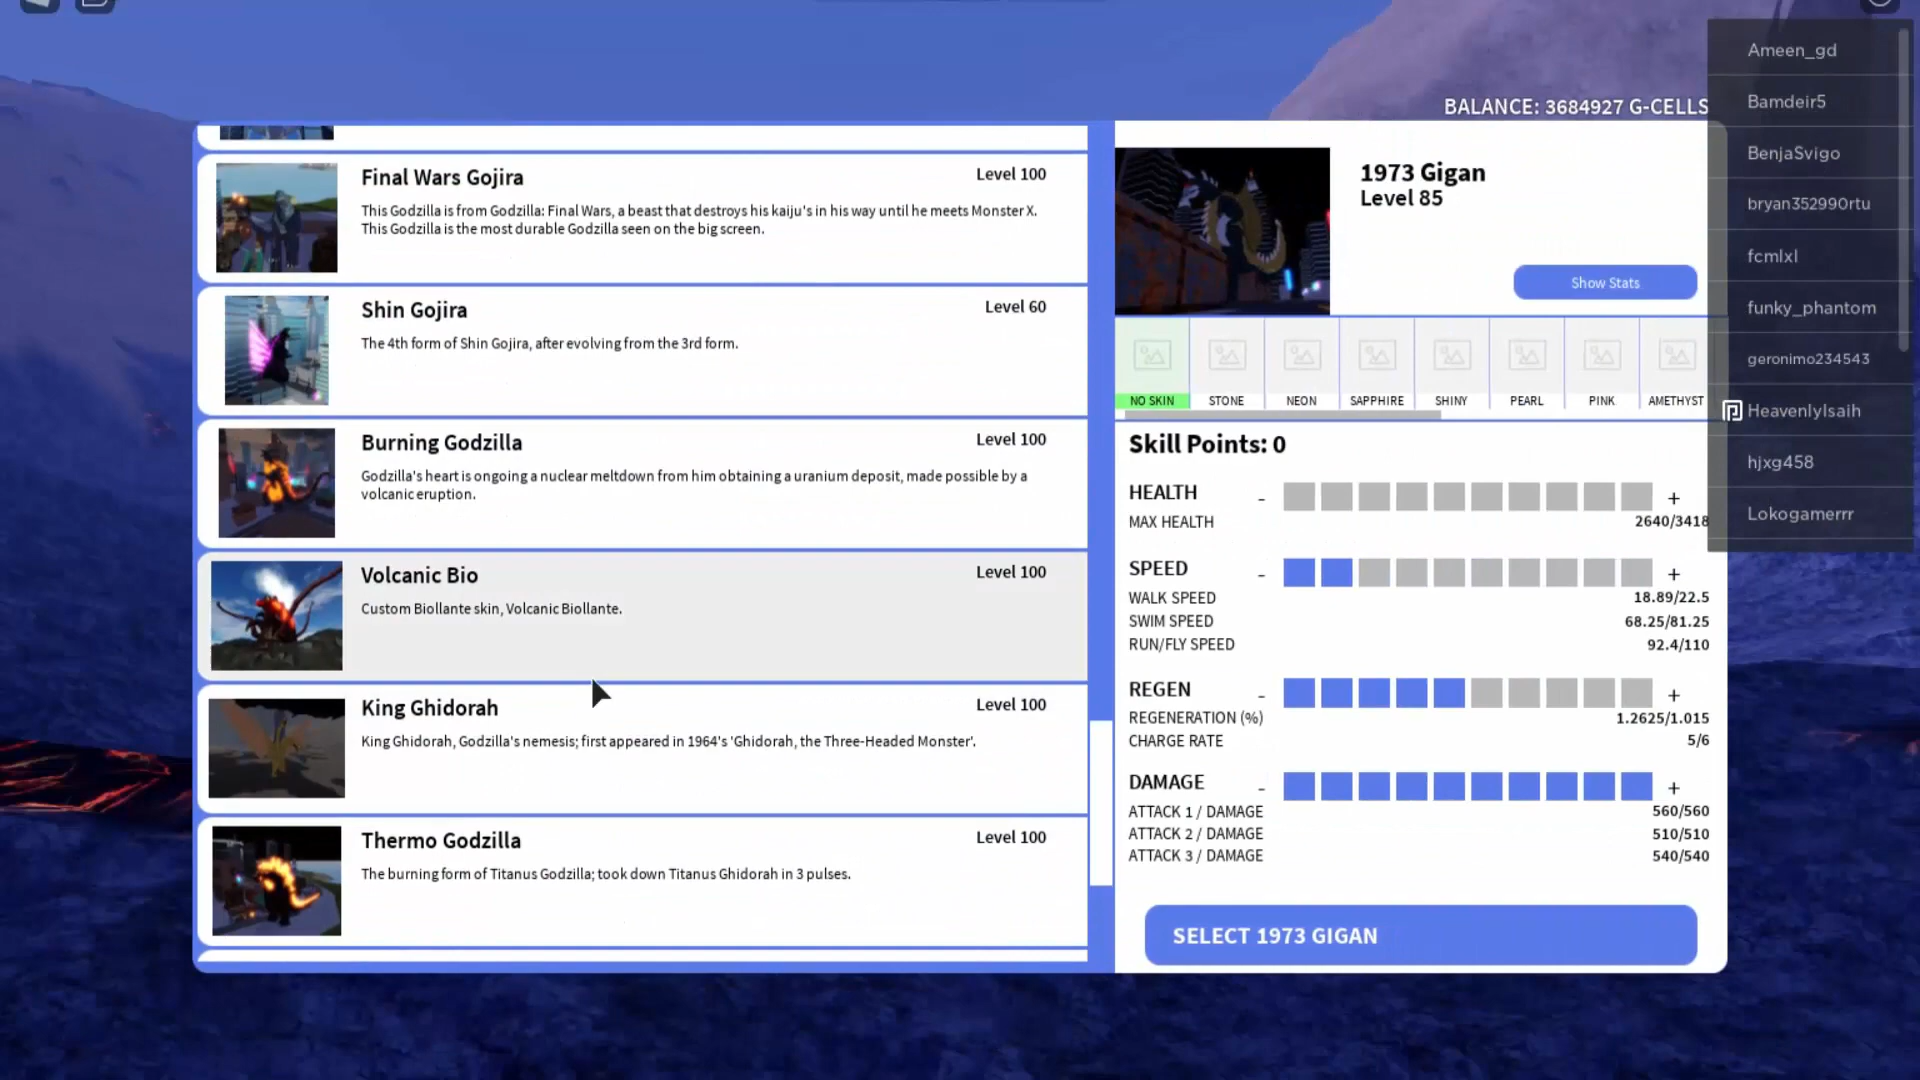 BALANCE: 3684927 G-CELLS
Final Wars Gojira
Level 100
This Godzilla is from Godzilla: Final Wars, a beast that destroys his kaiju's in his way until he meets Monster X.
This Godzilla is the most durable Godzilla seen on the big screen.
Shin Gojira
Level 60
The 4th form of Shin Gojira, after evolving from the 3rd form.
Burning Godzilla
Level 100
Godzilla's heart is ongoing a nuclear meltdown from him obtaining a uranium deposit, made possible by a
volcanic eruption.
Volcanic Bio
Level 100
Custom Biollante skin, Volcanic Biollante.
King Ghidorah
Level 100
King Ghidorah, Godzilla's nemesis; first appeared in 1964's 'Ghidorah, the Three-Headed Monster'.
Thermo Godzilla
Level 100
The burning form of Titanus Godzilla; took down Titanus Ghidorah in 3 pulses.
1973 Gigan
Level 85
Show Stats
NO SKIN STONE NEON SAPPHIRE SHINY PEARL PINK AMETHYST
Skill Points: 0
HEALTH - +
MAX HEALTH 2640/3418
SPEED - +
WALK SPEED 18.89/22.5
SWIM SPEED 68.25/81.25
RUN/FLY SPEED 92.4/110
REGEN - +
REGENERATION (%) 1.2625/1.015
CHARGE RATE 5/6
DAMAGE - +
ATTACK 1 / DAMAGE 560/560
ATTACK 2 / DAMAGE 510/510
ATTACK 3 / DAMAGE 540/540
SELECT 1973 GIGAN
Ameen_gd
Bamdeir5
BenjaSvigo
bryan352990rtu
funky_phantom
geronimo234543
hjxg458
Lokogamerrr